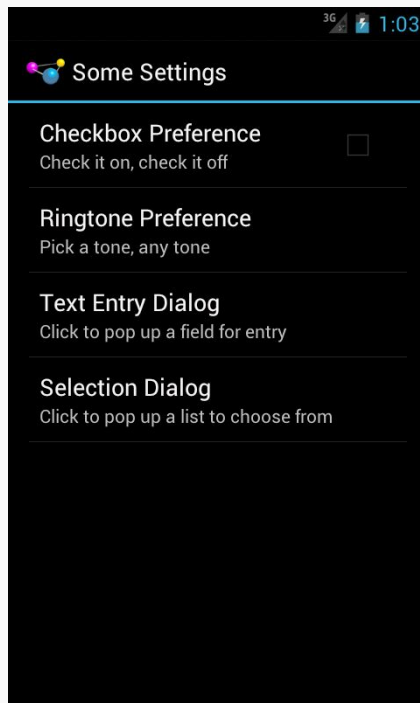 3G 1:03
Some Settings
Checkbox Preference
Check it on, check it off
Ringtone Preference
Pick a tone, any tone
Text Entry Dialog
Click to pop up a field for entry
Selection Dialog
Click to pop up a list to choose from